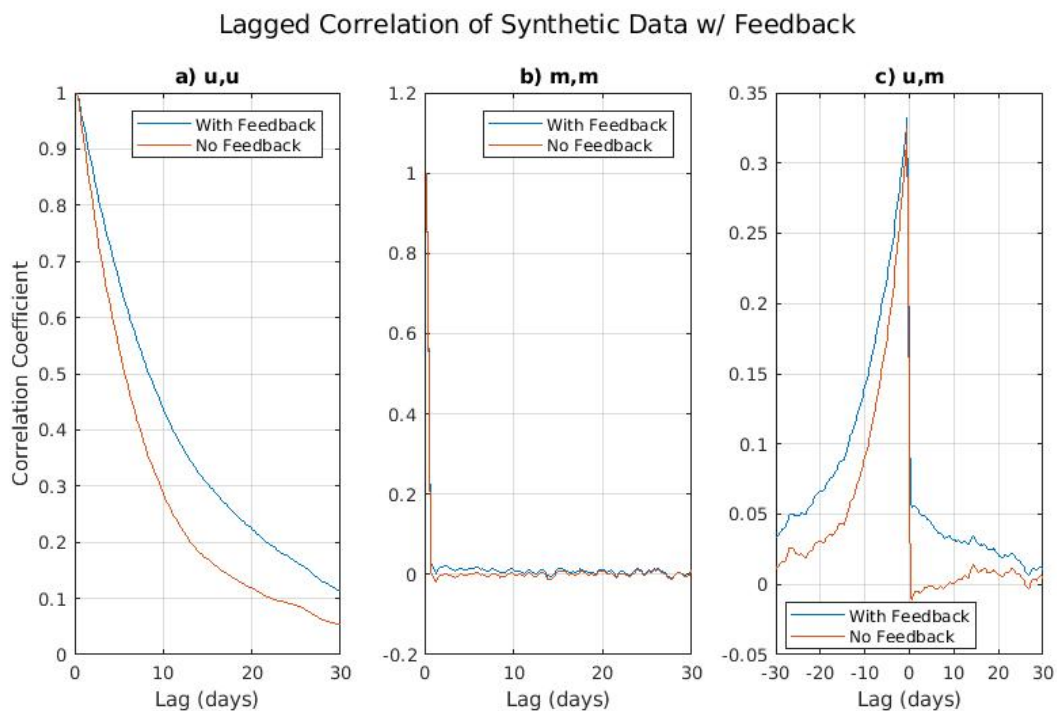 Lagged Correlation of Synthetic Data w/ Feedback
a) u,u
Correlation Coefficient
1
0.9
0.8
0.7
0.6
0.5
0.4
0.3
0.2
0.1
0
With Feedback
No Feedback
0 10 20 30
Lag (days)
b) m,m
1.2
1
0.8
0.6
0.4
0.2
0
-0.2
With Feedback
No Feedback
0 10 20 30
Lag (days)
c) u,m
0.35
0.3
0.25
0.2
0.15
0.1
0.05
0
-0.05
With Feedback
No Feedback
-30 -20 -10 0 10 20 30
Lag (days)